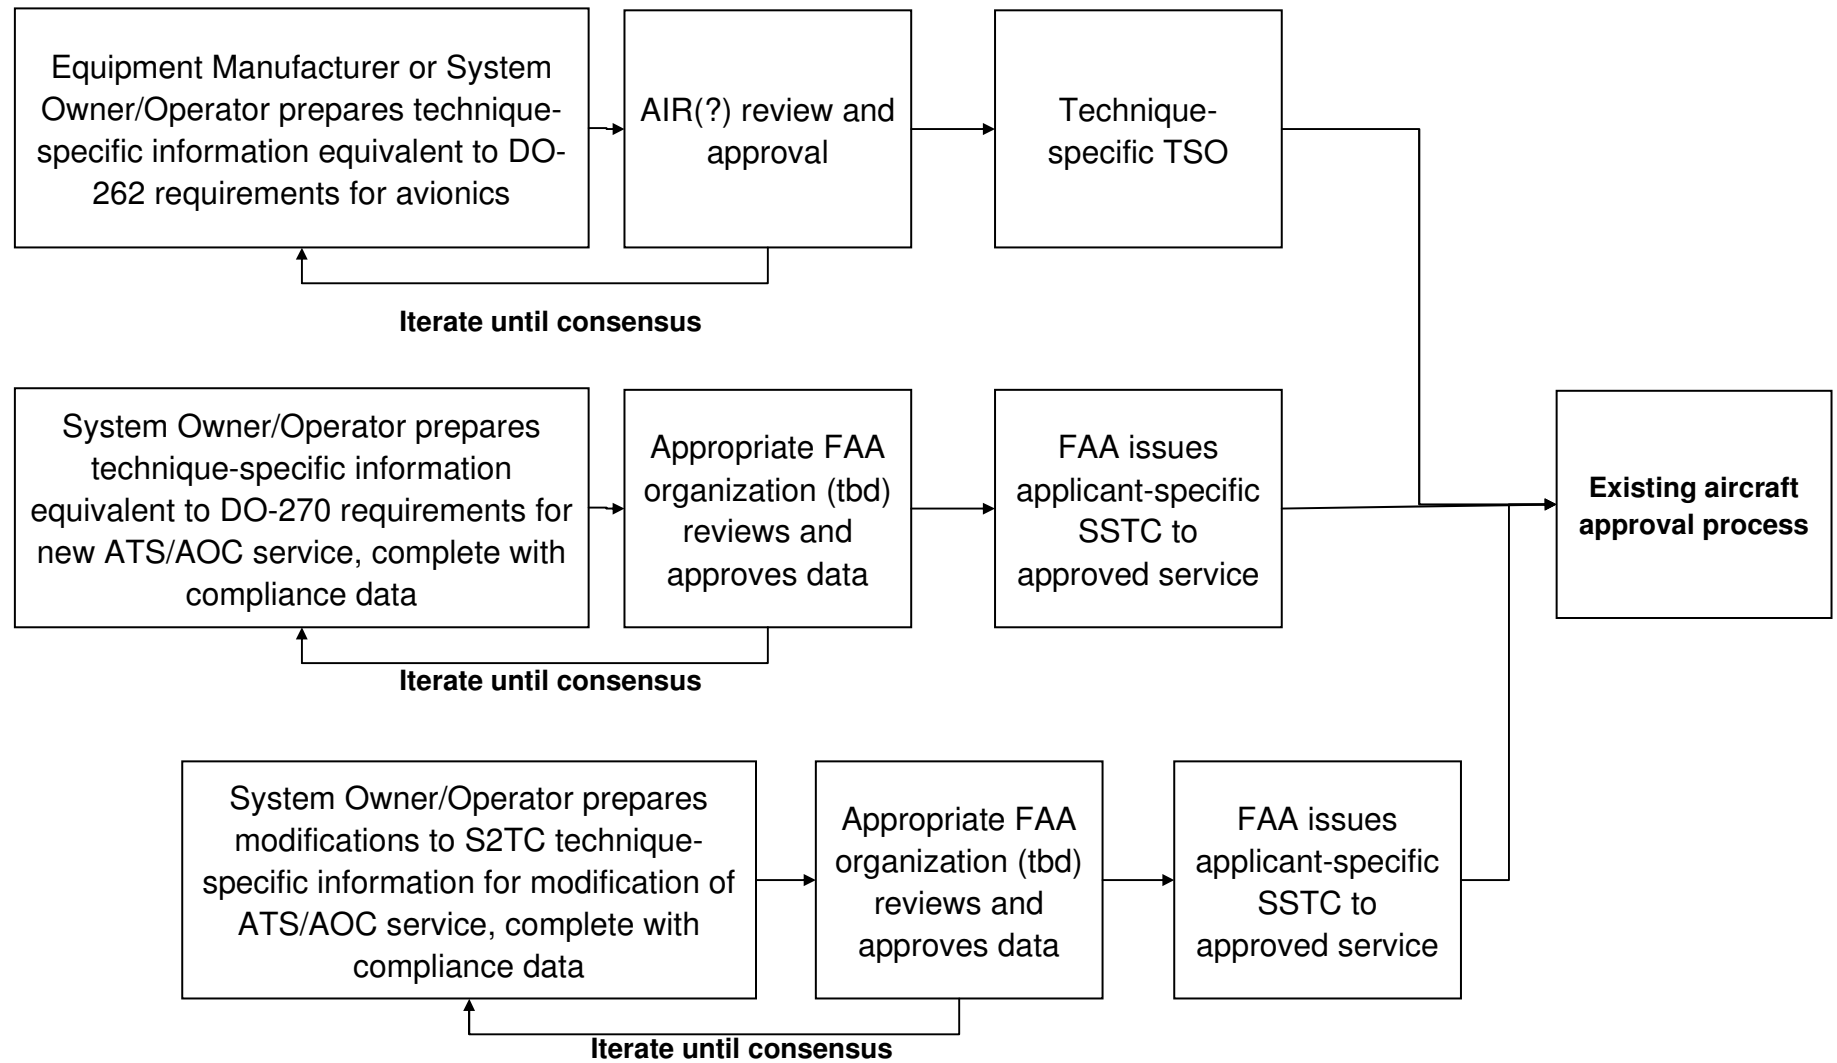 Equipment Manufacturer or System
Owner/Operator prepares technique-
specific information equivalent to DO-
262 requirements for avionics
AIR(?) review and
approval
Technique-
specific TSO
Iterate until consensus
System Owner/Operator prepares
technique-specific information
equivalent to DO-270 requirements for
new ATS/AOC service, complete with
compliance data
Appropriate FAA
organization (tbd)
reviews and
approves data
FAA issues
applicant-specific
SSTC to
approved service
Existing aircraft
approval process
Iterate until consensus
System Owner/Operator prepares
modifications to S2TC technique-
specific information for modification of
ATS/AOC service, complete with
compliance data
Appropriate FAA
organization (tbd)
reviews and
approves data
FAA issues
applicant-specific
SSTC to
approved service
Iterate until consensus